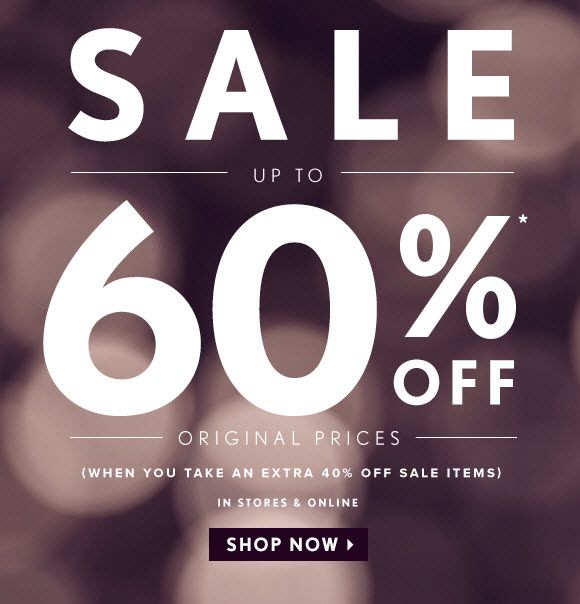 SALE
UP TO
60%*
OFF
ORIGINAL PRICES
(WHEN YOU TAKE AN EXTRA 40% OFF SALE ITEMS)
IN STORES & ONLINE
SHOP NOW